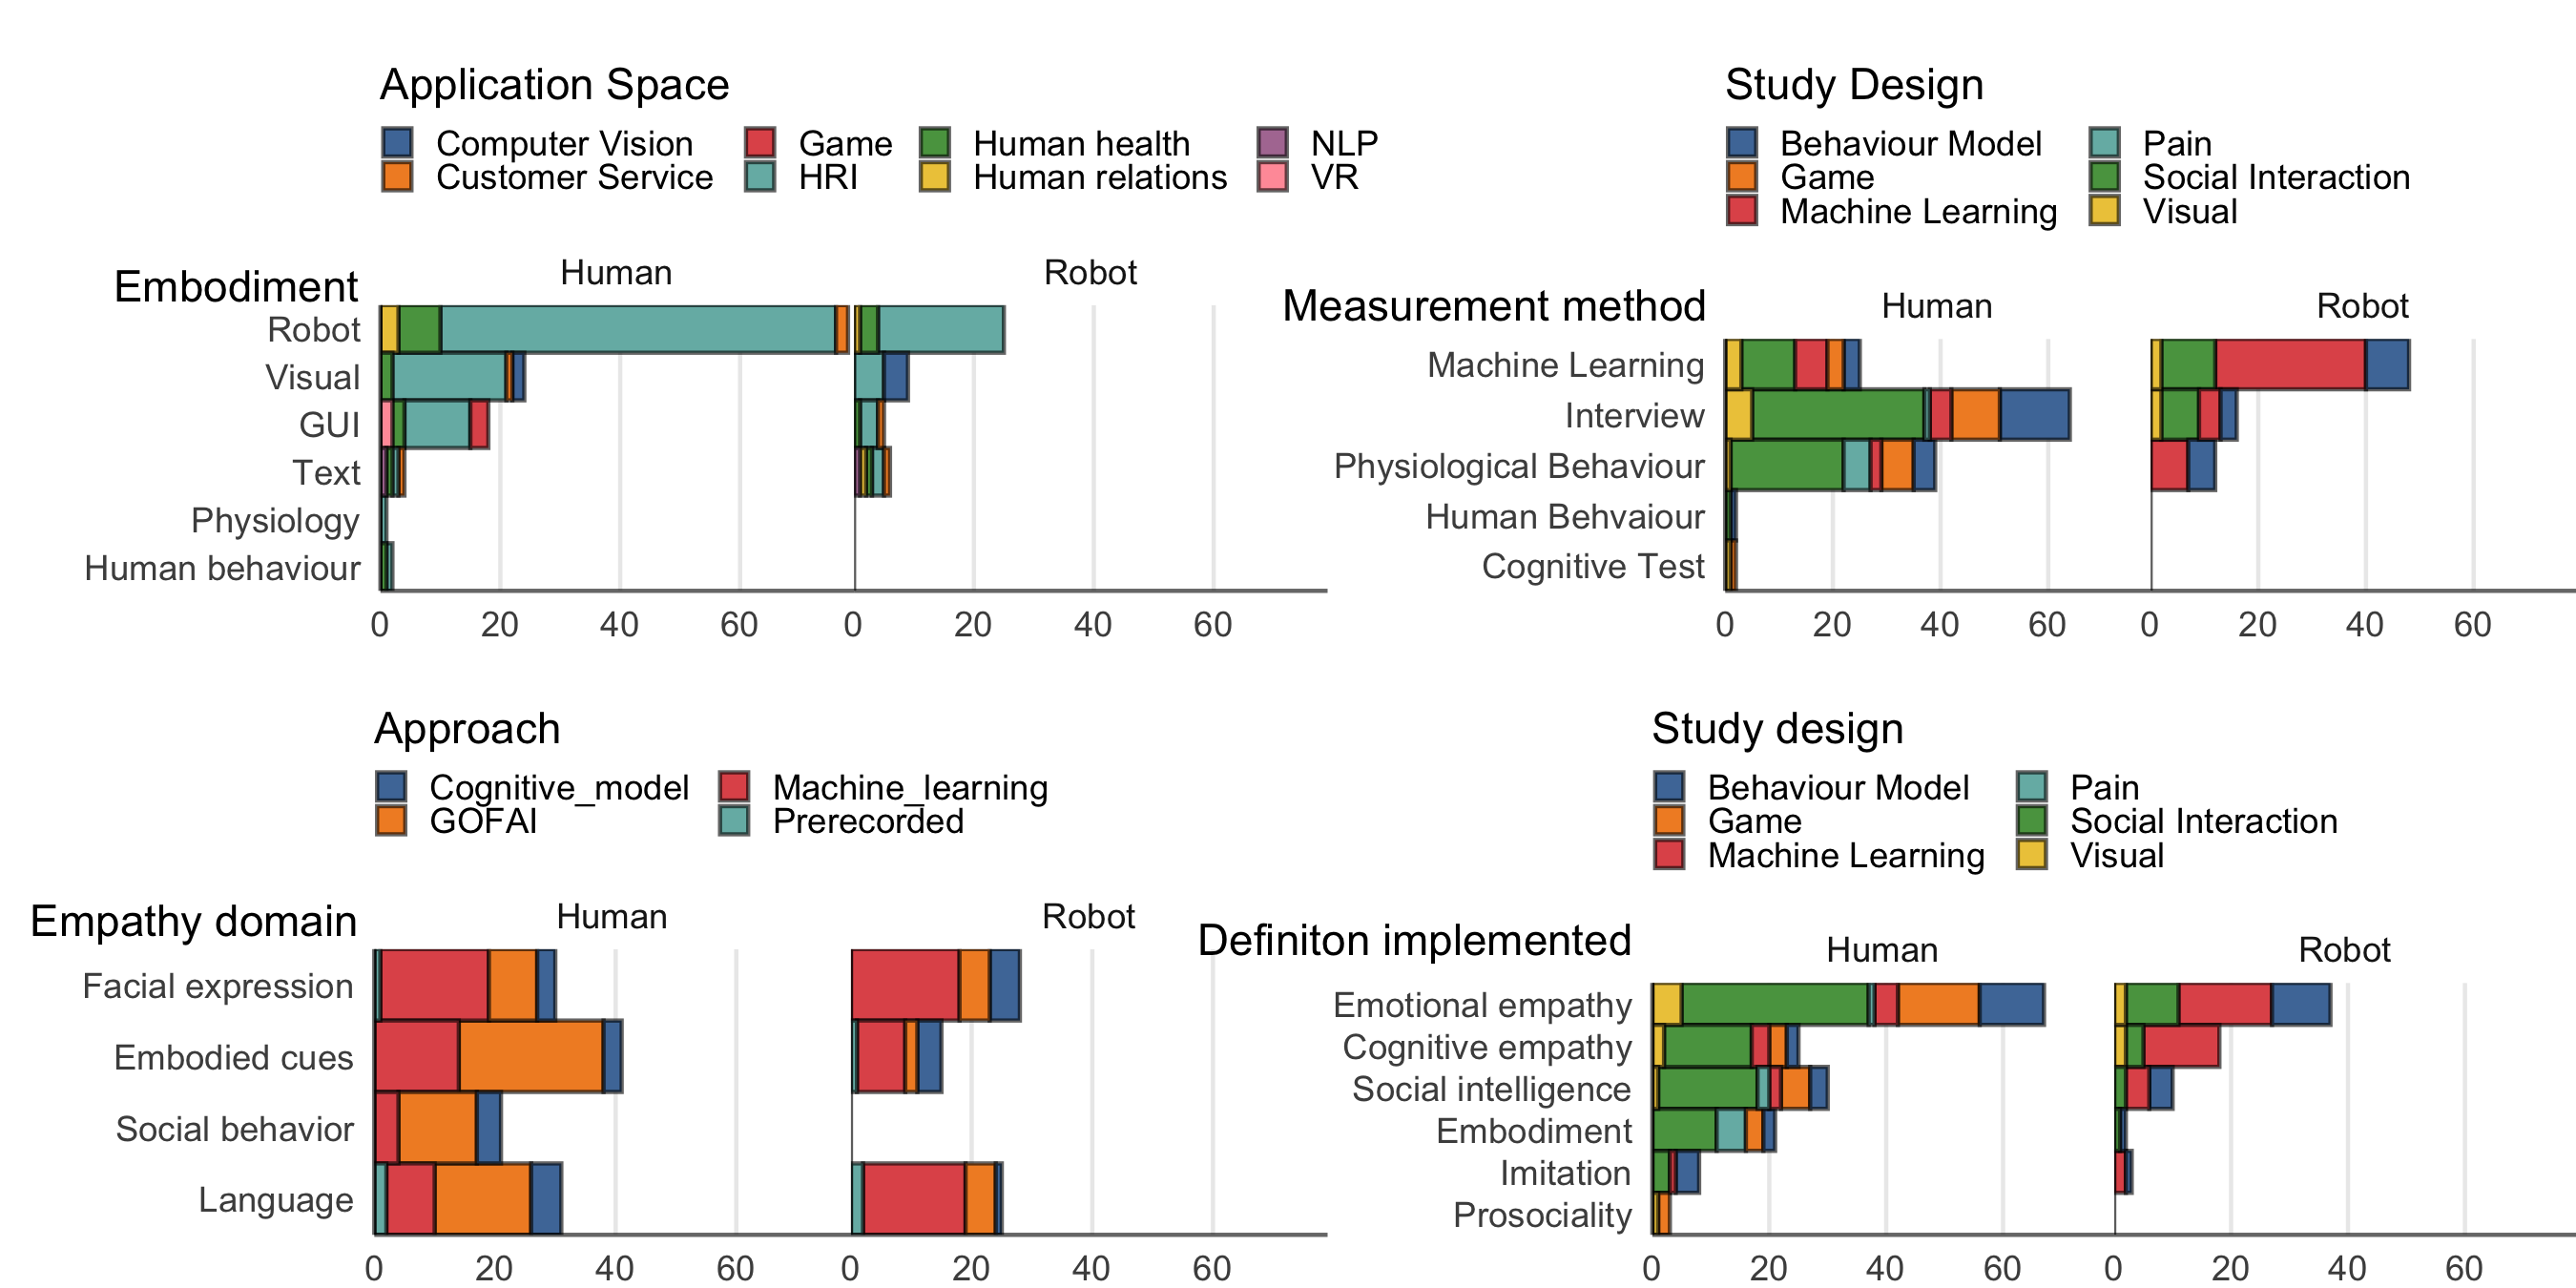 Application Space
Computer Vision Game Human health NLP
Customer Service HRI Human relations VR
Embodiment Human Robot
Robot
Visual
GUI
Text
Physiology
Human behaviour
0 20 40 60 0 20 40 60
Study Design
Behaviour Model Pain
Game Social Interaction
Machine Learning Visual
Measurement method Human Robot
Machine Learning
Interview
Physiological Behaviour
Human Behvaiour
Cognitive Test
0 20 40 60 0 20 40 60
Approach
Cognitive_model Machine_learning
GOFAI Prerecorded
Empathy domain Human Robot
Facial expression
Embodied cues
Social behavior
Language
0 20 40 60 0 20 40 60
Study design
Behaviour Model Pain
Game Social Interaction
Machine Learning Visual
Definiton implemented Human Robot
Emotional empathy
Cognitive empathy
Social intelligence
Embodiment
Imitation
Prosociality
0 20 40 60 0 20 40 60